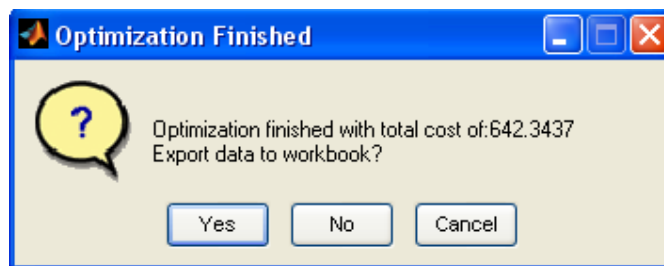 Optimization Finished
?
Optimization finished with total cost of:642.3437
Export data to workbook?
Yes No Cancel